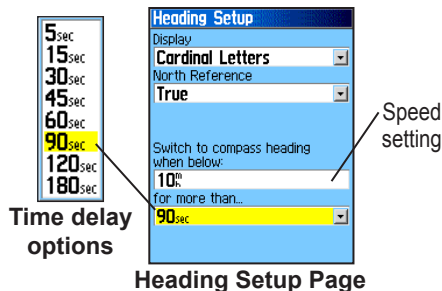 5sec
15sec
30sec
45sec
60sec
90sec
120sec
180sec
Time delay
options
Heading Setup
Display
Cardinal Letters
North Reference
True
Switch to compass heading
when below:
10m/h
for more than...
90sec
Speed
setting
Heading Setup Page